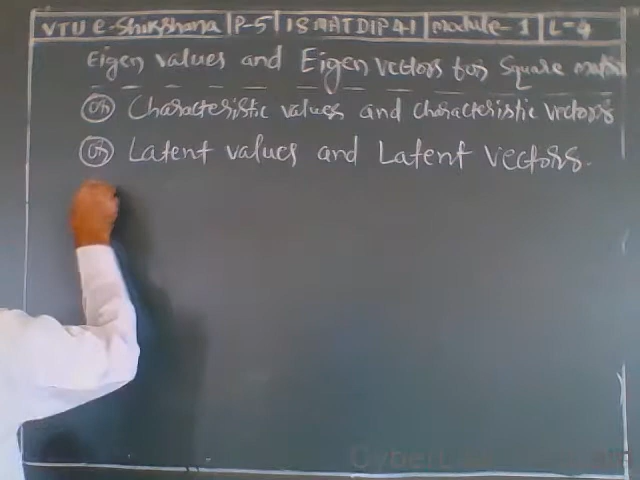 VTU e-Shikshana | P-5 | 18MATDIP41 | Module-1 | L-4
Eigen values and Eigen vectors for Square matrix
(or) Characteristic values and characteristic vectors
(or) Latent values and Latent vectors.